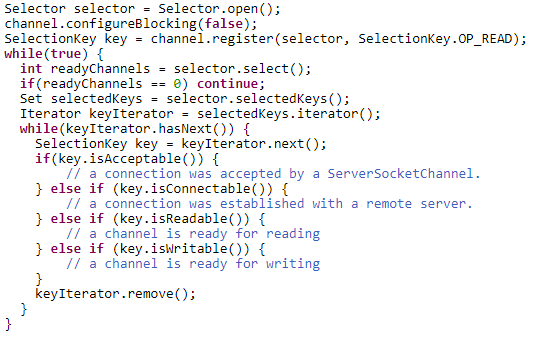 Selector selector = Selector.open();
channel.configureBlocking(false);
SelectionKey key = channel.register(selector, SelectionKey.OP_READ);
while(true) {
  int readyChannels = selector.select();
  if(readyChannels == 0) continue;
  Set selectedKeys = selector.selectedKeys();
  Iterator keyIterator = selectedKeys.iterator();
  while(keyIterator.hasNext()) {
    SelectionKey key = keyIterator.next();
    if(key.isAcceptable()) {
        // a connection was accepted by a ServerSocketChannel.
    } else if (key.isConnectable()) {
        // a connection was established with a remote server.
    } else if (key.isReadable()) {
        // a channel is ready for reading
    } else if (key.isWritable()) {
        // a channel is ready for writing
    }
    keyIterator.remove();
  }
}